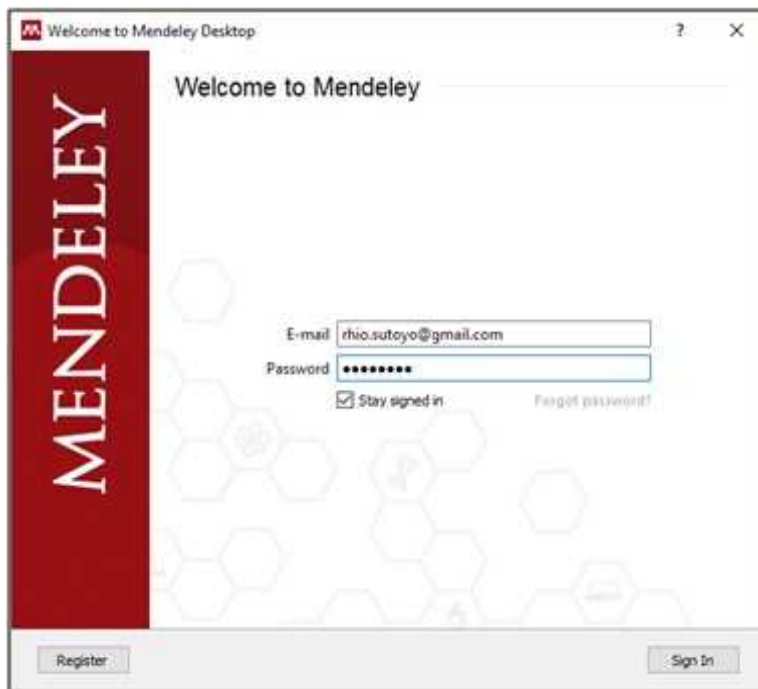 Welcome to Mendeley Desktop
Welcome to Mendeley
MENDELEY
E-mail rhio.sutoyo@gmail.com
Password ••••••••
Stay signed in Forgot password?
Register Sign In